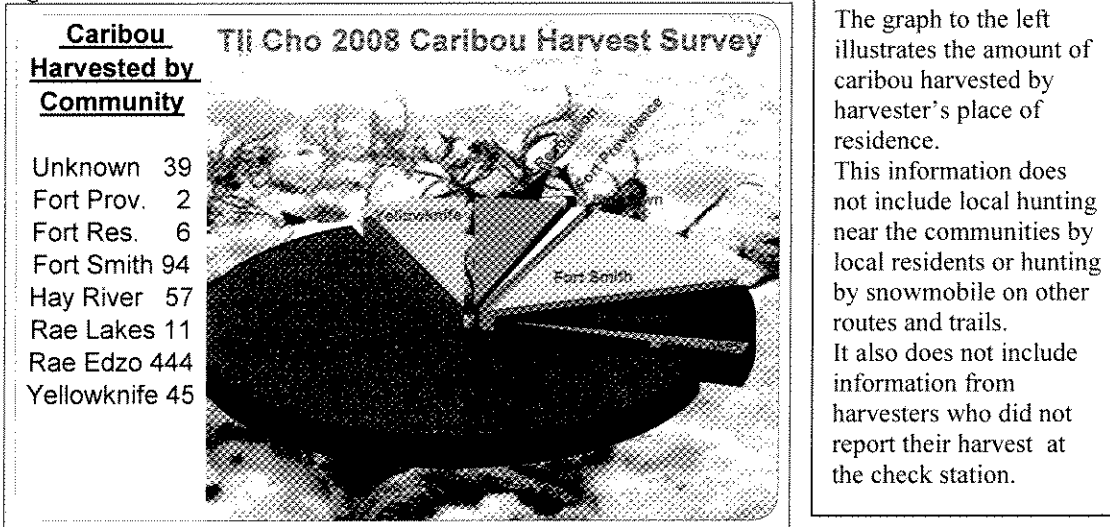 Caribou
Harvested by
Community
Unknown 39
Fort Prov. 2
Fort Res. 6
Fort Smith 94
Hay River 57
Rae Lakes 11
Rae Edzo 444
Yellowknife 45
Tli Cho 2008 Caribou Harvest Survey
Yellowknife
Fort Providence
Fort Smith
The graph to the left
illustrates the amount of
caribou harvested by
harvester's place of
residence.
This information does
not include local hunting
near the communities by
local residents or hunting
by snowmobile on other
routes and trails.
It also does not include
information from
harvesters who did not
report their harvest at
the check station.